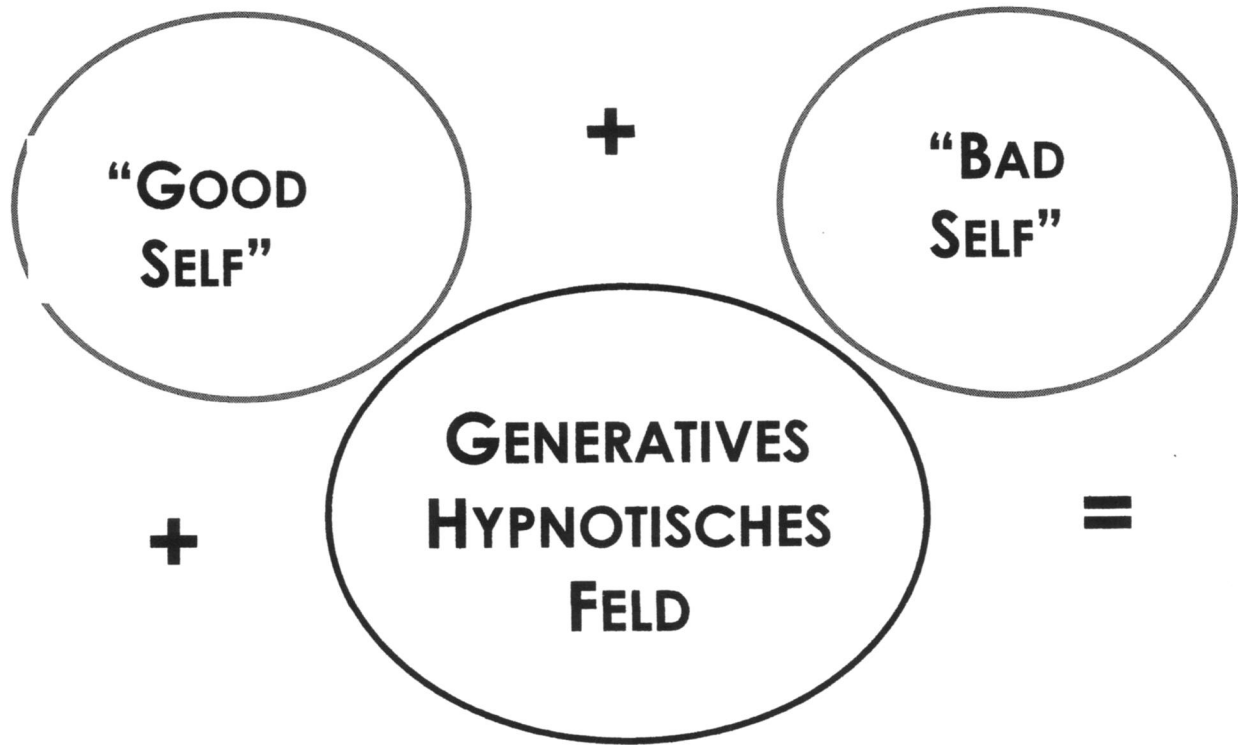 “GOOD
SELF”
+
“BAD
SELF”
+
GENERATIVES
HYPNOTISCHES
FELD
=